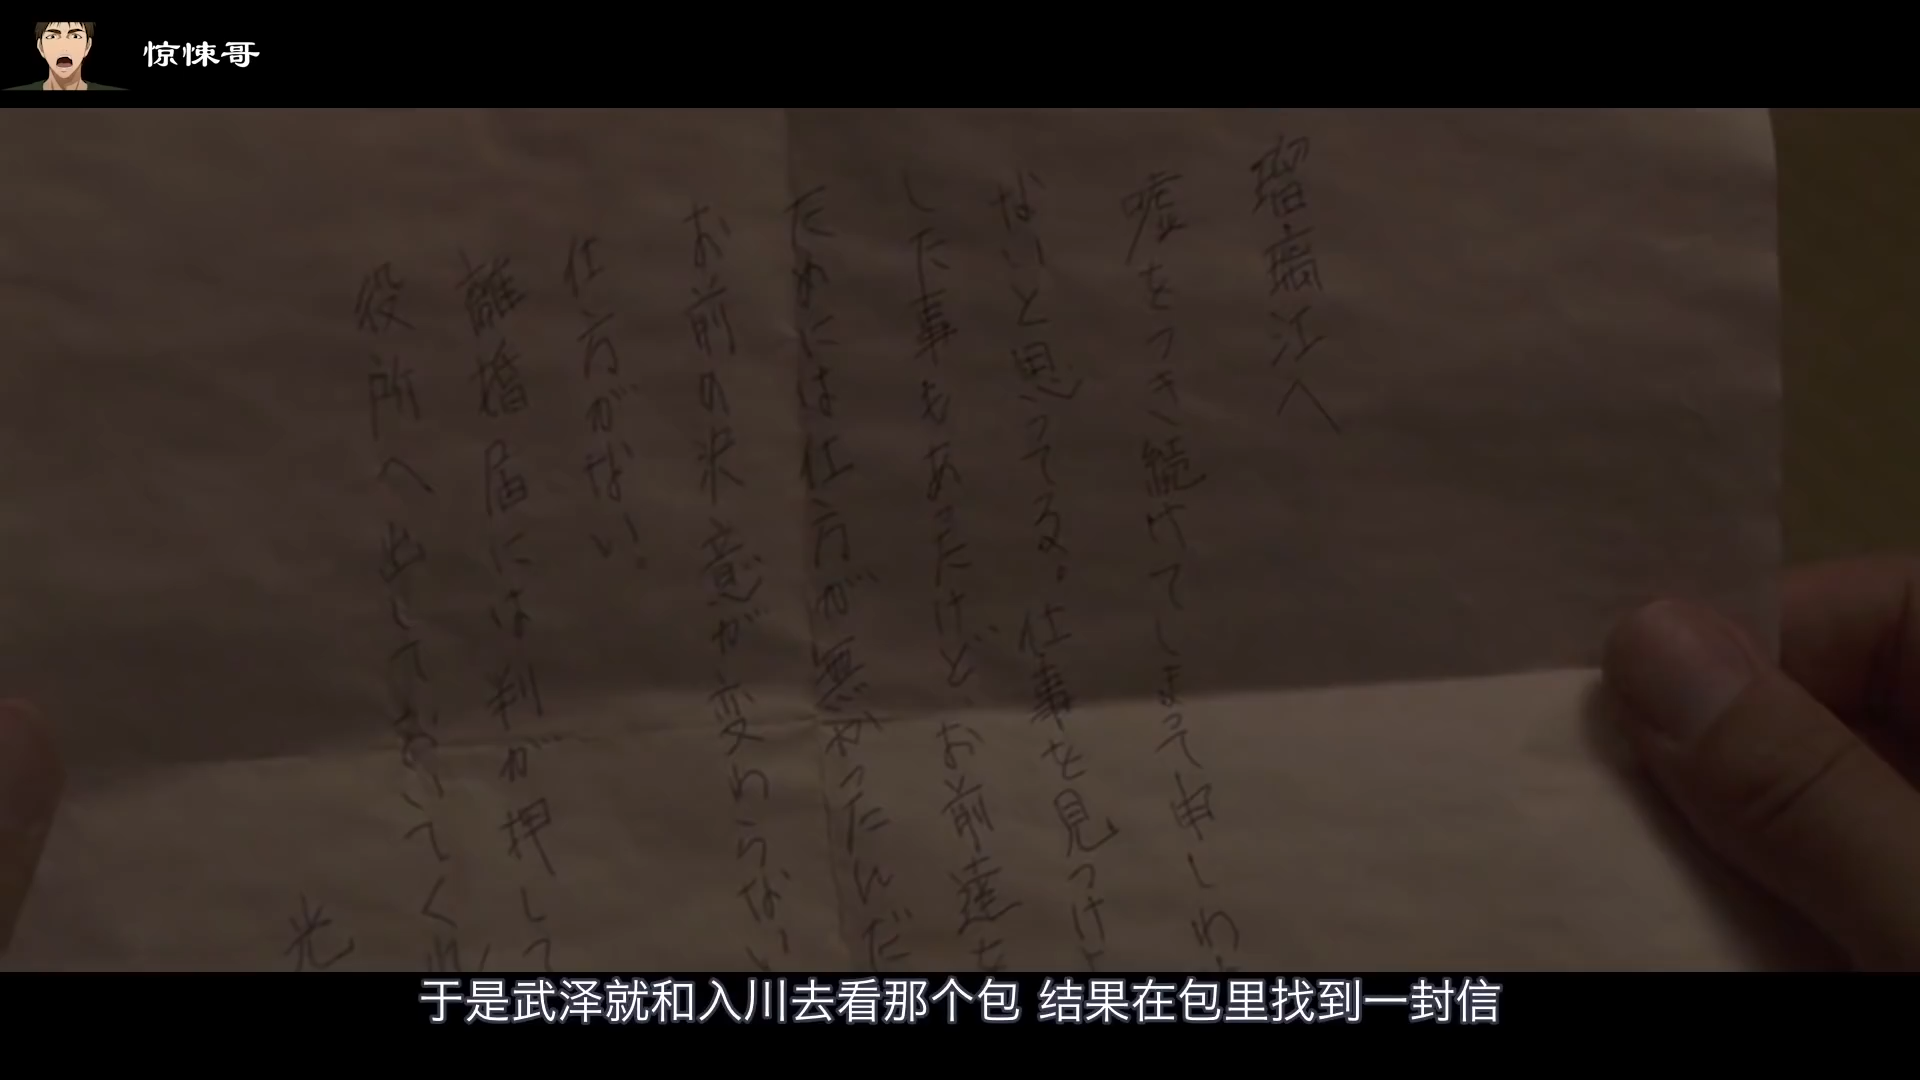 惊悚哥
瑠璃江へ
嘘をつき続けてしまって申しわ
ないと思ってる。仕事を見つけ
した事もあったけど、お前達を
ためには仕方が無かったんだ
お前の決意が変わらない
仕方がない。
離婚届には判が押して
役所へ出しておいてくれ
光
于是武泽就和入川去看那个包 结果在包里找到一封信